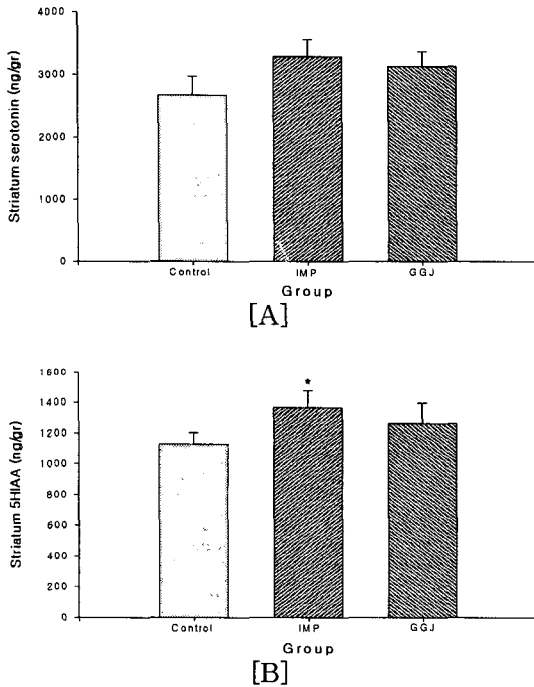 Striatum serotonin (ng/gr)
4000
3000
2000
1000
0
Control
IMP
GGJ
Group
[A]
Striatum 5HIAA (ng/gr)
1600
1400
1200
1000
800
600
400
200
0
*
Control
IMP
GGJ
Group
[B]